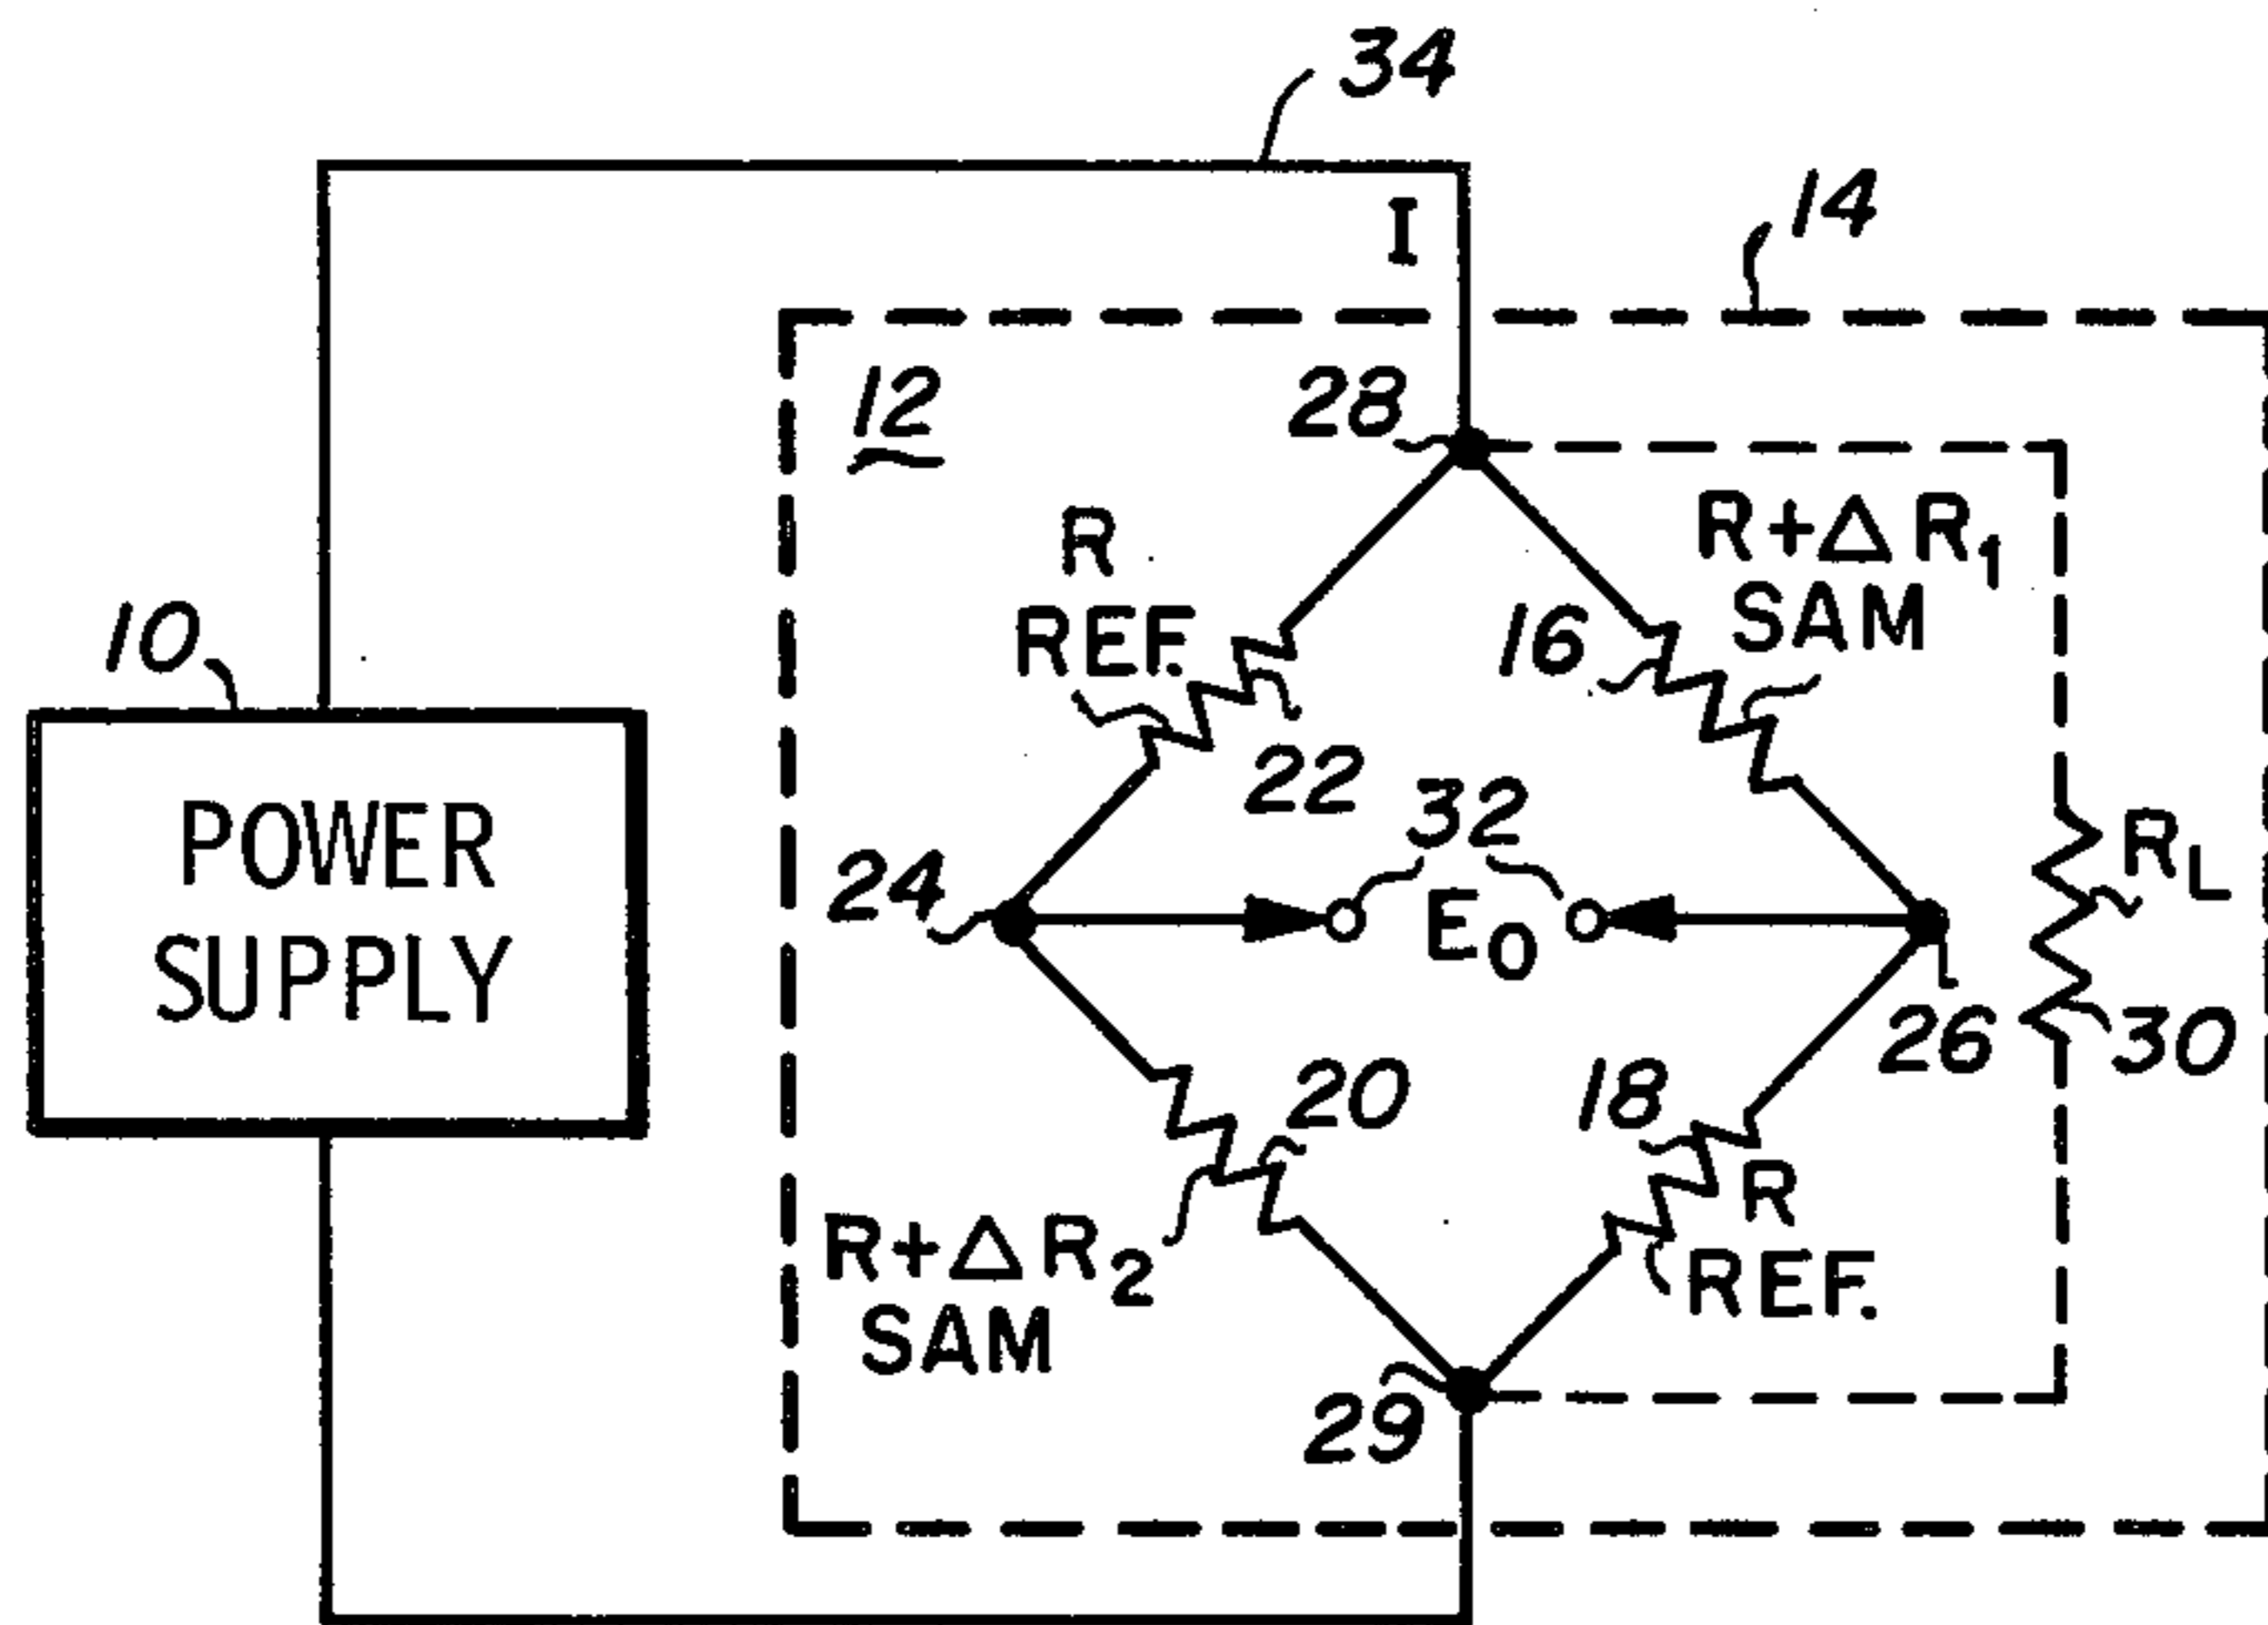 34
I
14
12
28
R
REF.
R+ΔR1
SAM
16
10
22
32
POWER
SUPPLY
24
E0
RL
26
30
20
18
R
REF.
R+ΔR2
SAM
29